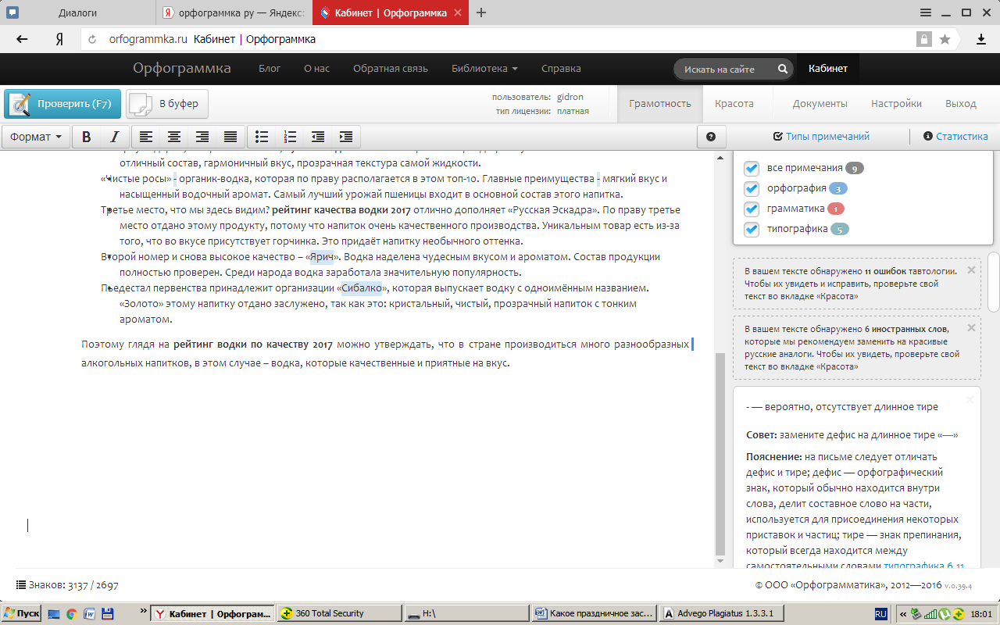 Диалоги
орфограммка ру — Яндекс:
Кабинет | Орфограммка
orfogrammka.ru Кабинет | Орфограммка
Орфограммка
Блог
О нас
Обратная связь
Библиотека
Справка
Искать на сайте
Кабинет
Проверить (F7)
В буфер
пользователь: gidron
тип лицензии: платная
Грамотность
Красота
Документы
Настройки
Выход
Формат
B I
Типы примечаний
Статистика
отличный состав, гармоничный вкус, прозрачная текстура самой жидкости.
«Чистые росы» - органик-водка, которая по праву располагается в этом топ-10. Главные преимущества - мягкий вкус и
насыщенный водочный аромат. Самый лучший урожай пшеницы входит в основной состав этого напитка.
Третье место, что мы здесь видим? рейтинг качества водки 2017 отлично дополняет «Русская Эскадра». По праву третье
место отдано этому продукту, потому что напиток очень качественного производства. Уникальным товар есть из-за
того, что во вкусе присутствует горчинка. Это придаёт напитку необычного оттенка.
Второй номер и снова высокое качество – «Ярич». Водка наделена чудесным вкусом и ароматом. Состав продукции
полностью проверен. Среди народа водка заработала значительную популярность.
Пьедестал первенства принадлежит организации «Сибалко», которая выпускает водку с одноимённым названием.
«Золото» этому напитку отдано заслужено, так как это: кристальный, чистый, прозрачный напиток с тонким
ароматом.
Поэтому глядя на рейтинг водки по качеству 2017 можно утверждать, что в стране производиться много разнообразных
алкогольных напитков, в этом случае – водка, которые качественные и приятные на вкус.
все примечания 9
орфография 3
грамматика 1
типографика 5
В вашем тексте обнаружено 11 ошибок тавтологии.
Чтобы их увидеть и исправить, проверьте свой
текст во вкладке «Красота»
В вашем тексте обнаружено 6 иностранных слов,
которые мы рекомендуем заменить на красивые
русские аналоги. Чтобы их увидеть, проверьте свой
текст во вкладке «Красота»
- — вероятно, отсутствует длинное тире
Совет: замените дефис на длинное тире «—»
Пояснение: на письме следует отличать
дефис и тире; дефис — орфографический
знак, который обычно находится внутри
слова, делит составное слово на части,
используется для присоединения некоторых
приставок и частиц; тире — знак препинания,
который всегда находится между
самостоятельными словами типографика 6.11
Знаков: 3137 / 2697
© ООО «Орфограмматика», 2012—2016 v.0.39.4
Пуск
Кабинет | Орфограм...
360 Total Security
H:\
Какое праздничное зас...
Advego Plagiatus 1.3.3.1
RU
18:01